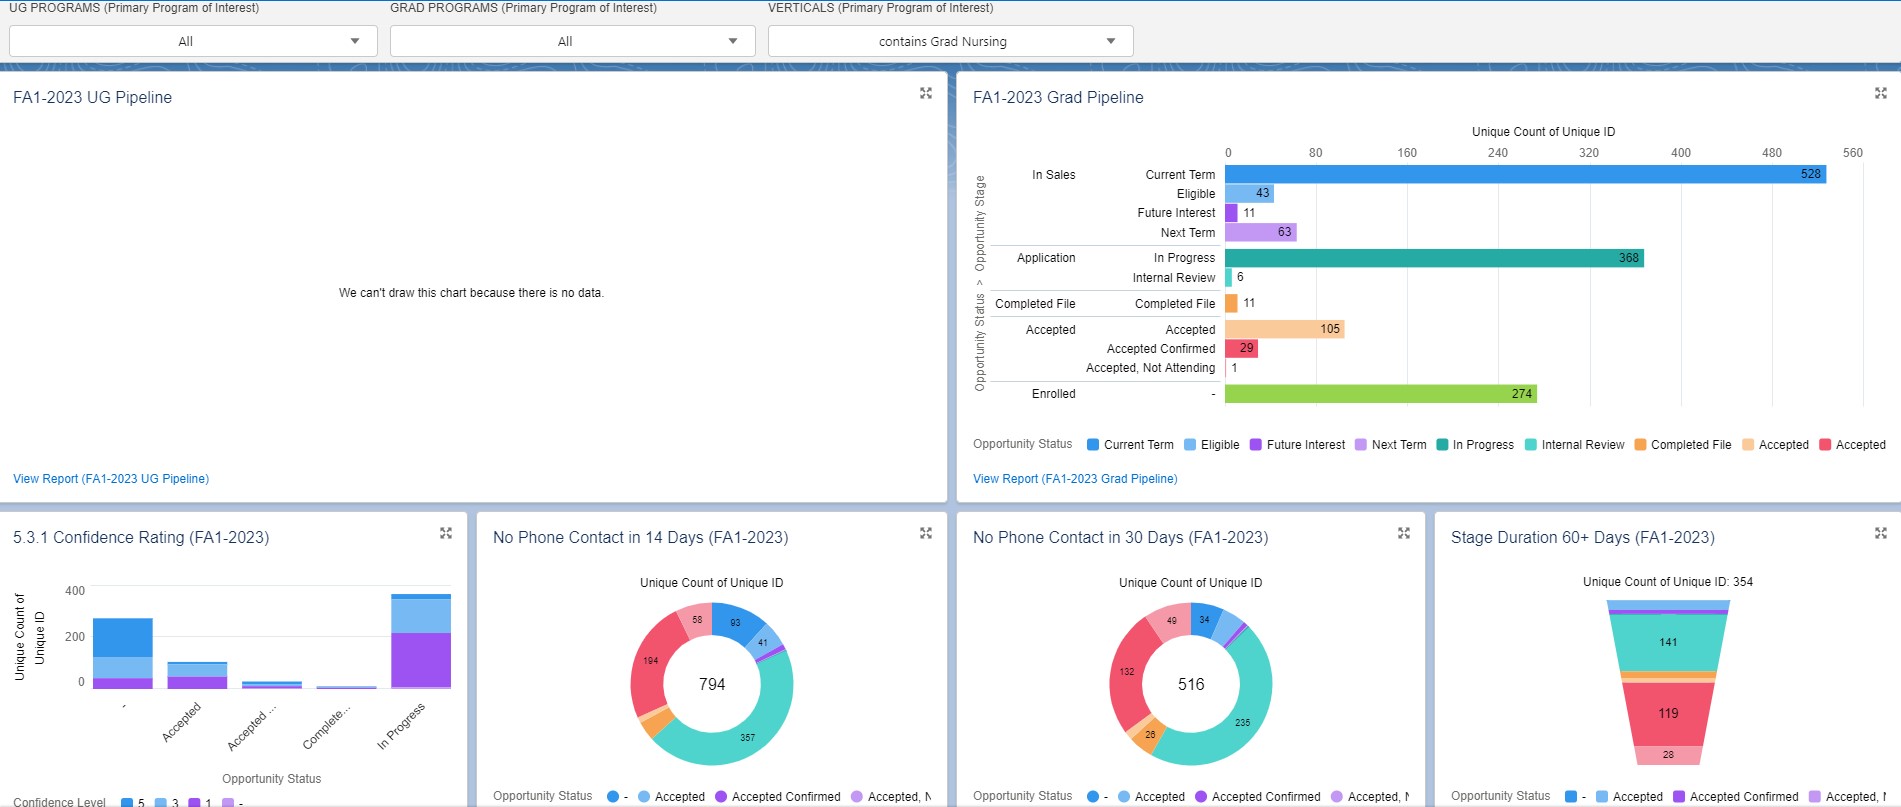 UG PROGRAMS (Primary Program of Interest)
GRAD PROGRAMS (Primary Program of Interest)
VERTICALS (Primary Program of Interest)
All
All
contains Grad Nursing
FA1-2023 UG Pipeline
We can't draw this chart because there is no data.
View Report (FA1-2023 UG Pipeline)
FA1-2023 Grad Pipeline
Unique Count of Unique ID
0 80 160 240 320 400 480 560
Opportunity Status > Opportunity Stage
In Sales Current Term 528
Eligible 43
Future Interest 11
Next Term 63
Application In Progress 368
Internal Review 6
Completed File Completed File 11
Accepted Accepted 105
Accepted Confirmed 29
Accepted, Not Attending 1
Enrolled - 274
Opportunity Status Current Term Eligible Future Interest Next Term In Progress Internal Review Completed File Accepted Accepted
View Report (FA1-2023 Grad Pipeline)
5.3.1 Confidence Rating (FA1-2023)
Unique Count of
Unique ID
400
200
0
- Accepted Accepted ... Complete... In Progress
Opportunity Status
Confidence Level 5 3 1 -
No Phone Contact in 14 Days (FA1-2023)
Unique Count of Unique ID
58
93
41
194
794
357
Opportunity Status - Accepted Accepted Confirmed Accepted, N
No Phone Contact in 30 Days (FA1-2023)
Unique Count of Unique ID
49
34
132
516
235
26
Opportunity Status - Accepted Accepted Confirmed Accepted,
Stage Duration 60+ Days (FA1-2023)
Unique Count of Unique ID: 354
141
119
28
Opportunity Status - Accepted Accepted Confirmed Accepted,